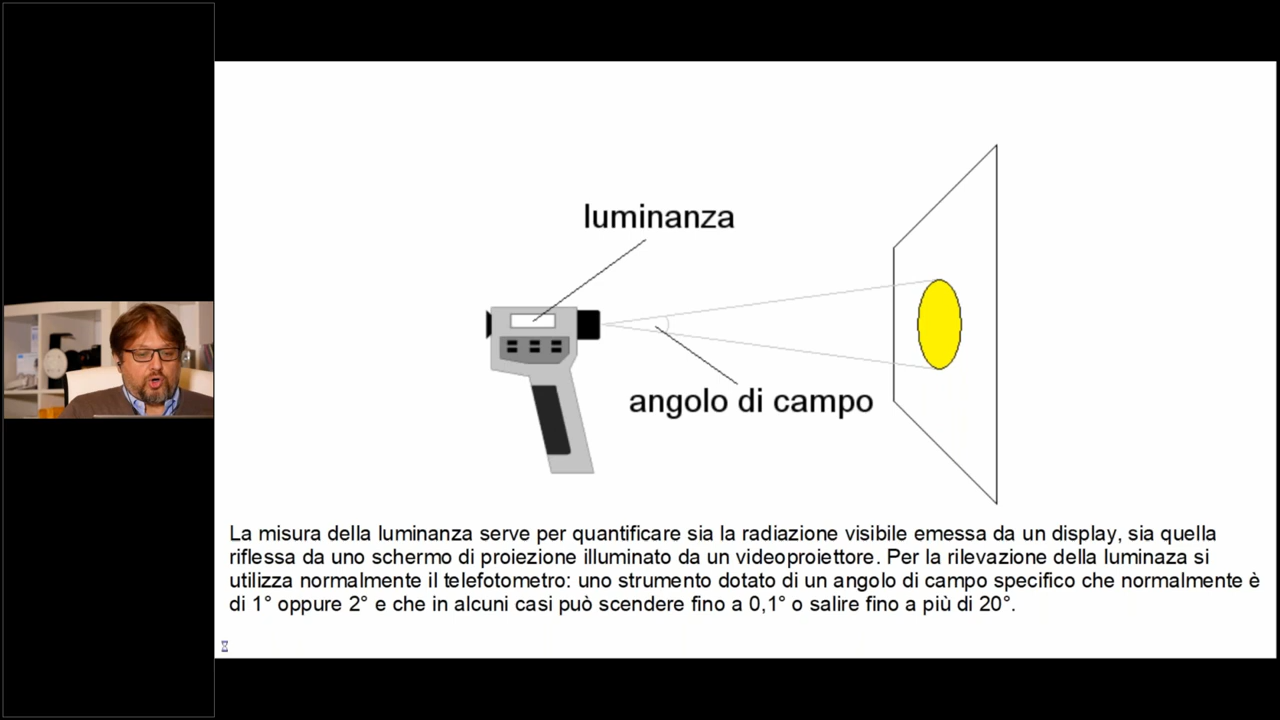 luminanza
angolo di campo
La misura della luminanza serve per quantificare sia la radiazione visibile emessa da un display, sia quella
riflessa da uno schermo di proiezione illuminato da un videoproiettore. Per la rilevazione della luminaza si
utilizza normalmente il telefotometro: uno strumento dotato di un angolo di campo specifico che normalmente è
di 1° oppure 2° e che in alcuni casi può scendere fino a 0,1° o salire fino a più di 20°.